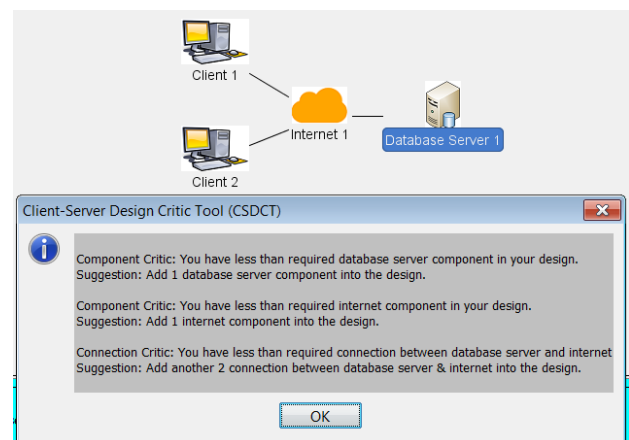 Client 1
Internet 1
Database Server 1
Client 2
Client-Server Design Critic Tool (CSDCT)
Component Critic: You have less than required database server component in your design.
Suggestion: Add 1 database server component into the design.
Component Critic: You have less than required internet component in your design.
Suggestion: Add 1 internet component into the design.
Connection Critic: You have less than required connection between database server and internet
Suggestion: Add another 2 connection between database server & internet into the design.
OK